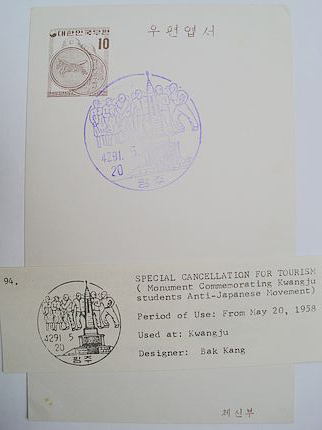 대한민국우표
10
우편엽서
4291. 5.
20
광주
94.
SPECIAL CANCELLATION FOR TOURISM
( Monument Commemorating Kwangju
students Anti-Japanese Movement)
Period of Use: From May 20, 1958
Used at: Kwangju
Designer: Bak Kang
4291 5
20
광주
체신부